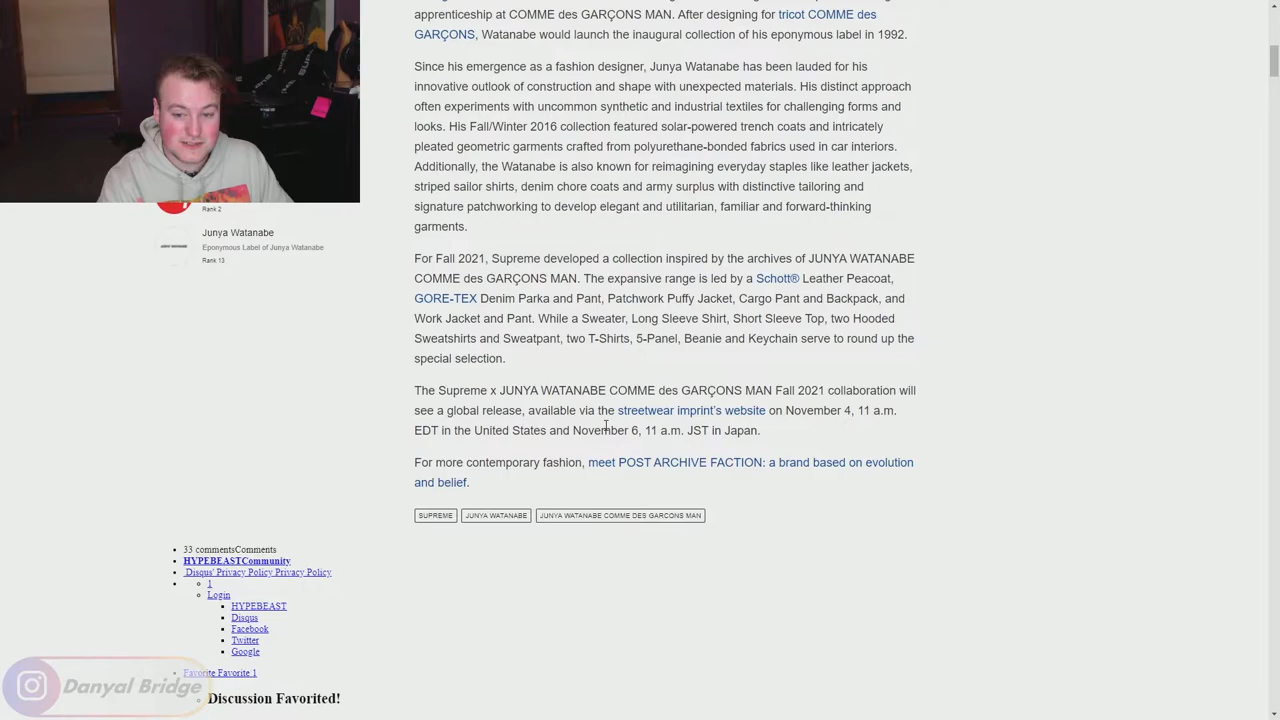 apprenticeship at COMME des GARÇONS MAN. After designing for tricot COMME des
GARÇONS, Watanabe would launch the inaugural collection of his eponymous label in 1992.
Since his emergence as a fashion designer, Junya Watanabe has been lauded for his
innovative outlook of construction and shape with unexpected materials. His distinct approach
often experiments with uncommon synthetic and industrial textiles for challenging forms and
looks. His Fall/Winter 2016 collection featured solar-powered trench coats and intricately
pleated geometric garments crafted from polyurethane-bonded fabrics used in car interiors.
Additionally, the Watanabe is also known for reimagining everyday staples like leather jackets,
striped sailor shirts, denim chore coats and army surplus with distinctive tailoring and
signature patchworking to develop elegant and utilitarian, familiar and forward-thinking
garments.
For Fall 2021, Supreme developed a collection inspired by the archives of JUNYA WATANABE
COMME des GARÇONS MAN. The expansive range is led by a Schott® Leather Peacoat,
GORE-TEX Denim Parka and Pant, Patchwork Puffy Jacket, Cargo Pant and Backpack, and
Work Jacket and Pant. While a Sweater, Long Sleeve Shirt, Short Sleeve Top, two Hooded
Sweatshirts and Sweatpant, two T-Shirts, 5-Panel, Beanie and Keychain serve to round up the
special selection.
The Supreme x JUNYA WATANABE COMME des GARÇONS MAN Fall 2021 collaboration will
see a global release, available via the streetwear imprint's website on November 4, 11 a.m.
EDT in the United States and November 6, 11 a.m. JST in Japan.
For more contemporary fashion, meet POST ARCHIVE FACTION: a brand based on evolution
and belief.
SUPREME JUNYA WATANABE JUNYA WATANABE COMME DES GARCONS MAN
Rank 2
Junya Watanabe
Eponymous Label of Junya Watanabe
Rank 13
33 commentsComments
HYPEBEASTCommunity
Disqus' Privacy Policy Privacy Policy
1
Login
HYPEBEAST
Disqus
Facebook
Twitter
Google
Favorite Favorite 1
Discussion Favorited!
Danyal Bridge